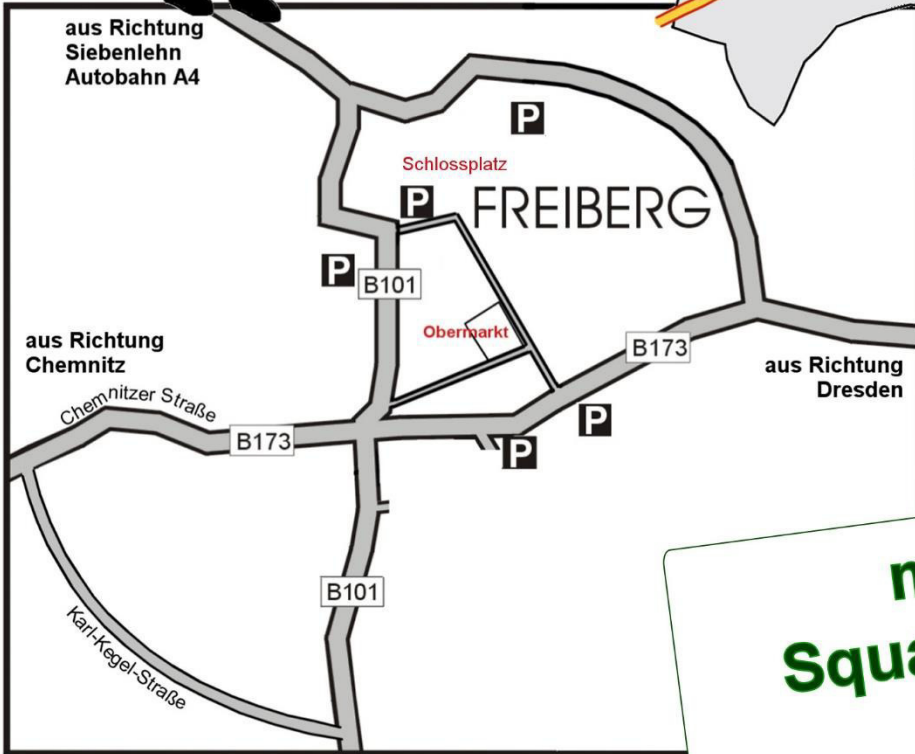 aus Richtung
Siebenlehn
Autobahn A4
P
Schlossplatz
P
FREIBERG
P
B101
Obermarkt
B173
aus Richtung
Chemnitz
aus Richtung
Dresden
Chemnitzer Straße
B173
P
P
B101
Karl-Kegel-Straße
n
Squa